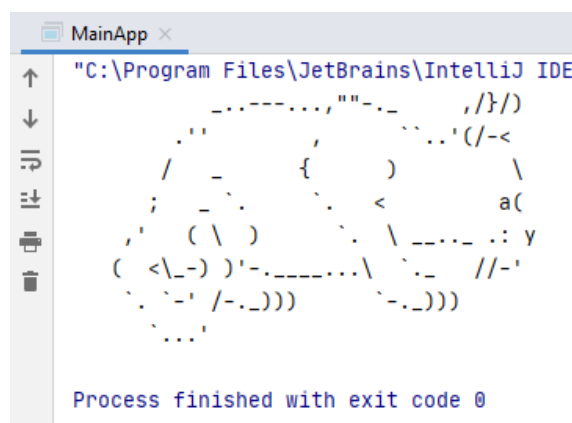 MainApp
"C:\Program Files\JetBrains\IntelliJ IDE
            _..---...,""-._     ,/}/)
         .''        ,      ``..'(/-<
        /   _      {      )         \
       ;   _ `.     `.   <         a(
     ,'   ( \  )      `.  \ __.._ .: y
    (  <\_-) )'-.____...\  `._   //-'
     `. `-' /-._)))      `-._)))
       `...'
Process finished with exit code 0